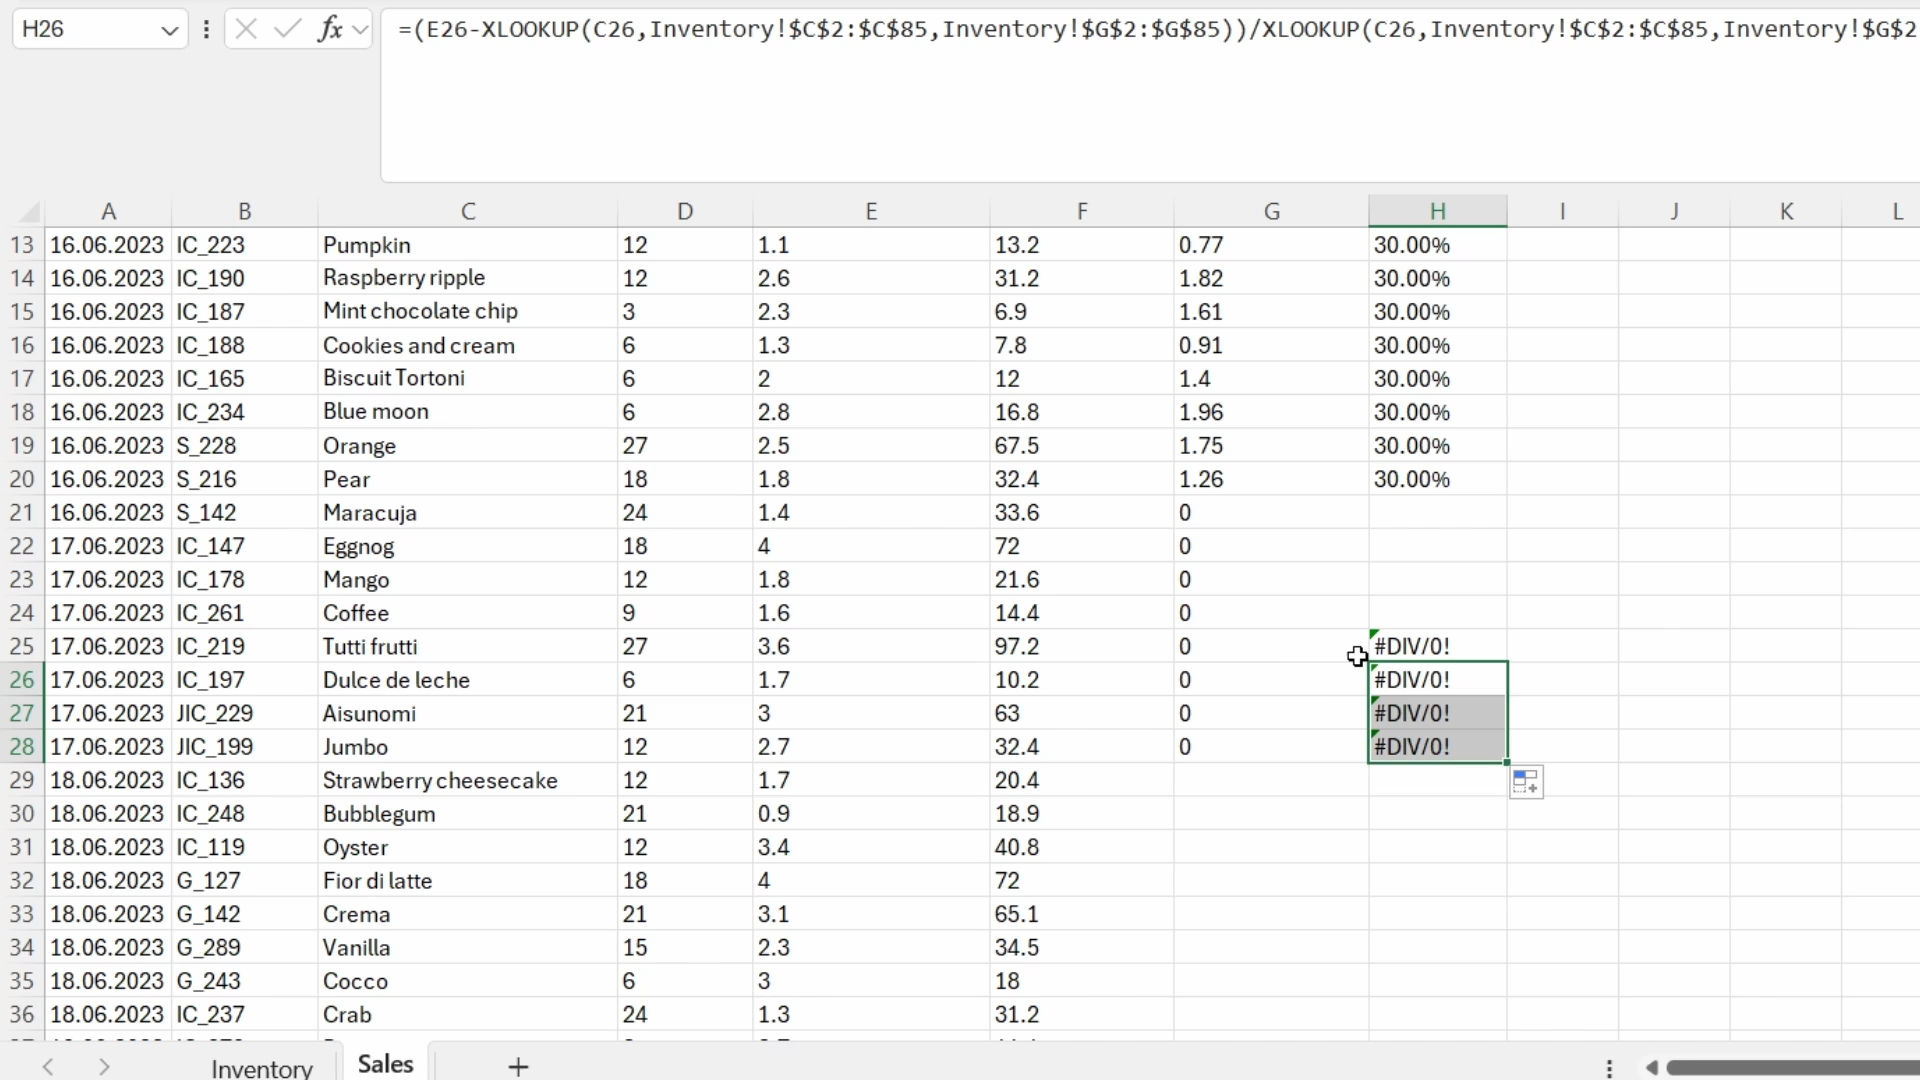 H26 fx =(E26-XLOOKUP(C26,Inventory!$C$2:$C$85,Inventory!$G$2:$G$85))/XLOOKUP(C26,Inventory!$C$2:$C$85,Inventory!$G$2
A B C D E F G H I J K L
13 16.06.2023 IC_223 Pumpkin 12 1.1 13.2 0.77 30.00%
14 16.06.2023 IC_190 Raspberry ripple 12 2.6 31.2 1.82 30.00%
15 16.06.2023 IC_187 Mint chocolate chip 3 2.3 6.9 1.61 30.00%
16 16.06.2023 IC_188 Cookies and cream 6 1.3 7.8 0.91 30.00%
17 16.06.2023 IC_165 Biscuit Tortoni 6 2 12 1.4 30.00%
18 16.06.2023 IC_234 Blue moon 6 2.8 16.8 1.96 30.00%
19 16.06.2023 S_228 Orange 27 2.5 67.5 1.75 30.00%
20 16.06.2023 S_216 Pear 18 1.8 32.4 1.26 30.00%
21 16.06.2023 S_142 Maracuja 24 1.4 33.6 0
22 17.06.2023 IC_147 Eggnog 18 4 72 0
23 17.06.2023 IC_178 Mango 12 1.8 21.6 0
24 17.06.2023 IC_261 Coffee 9 1.6 14.4 0
25 17.06.2023 IC_219 Tutti frutti 27 3.6 97.2 0 #DIV/0!
26 17.06.2023 IC_197 Dulce de leche 6 1.7 10.2 0 #DIV/0!
27 17.06.2023 JIC_229 Aisunomi 21 3 63 0 #DIV/0!
28 17.06.2023 JIC_199 Jumbo 12 2.7 32.4 0 #DIV/0!
29 18.06.2023 IC_136 Strawberry cheesecake 12 1.7 20.4
30 18.06.2023 IC_248 Bubblegum 21 0.9 18.9
31 18.06.2023 IC_119 Oyster 12 3.4 40.8
32 18.06.2023 G_127 Fior di latte 18 4 72
33 18.06.2023 G_142 Crema 21 3.1 65.1
34 18.06.2023 G_289 Vanilla 15 2.3 34.5
35 18.06.2023 G_243 Cocco 6 3 18
36 18.06.2023 IC_237 Crab 24 1.3 31.2
Inventory Sales